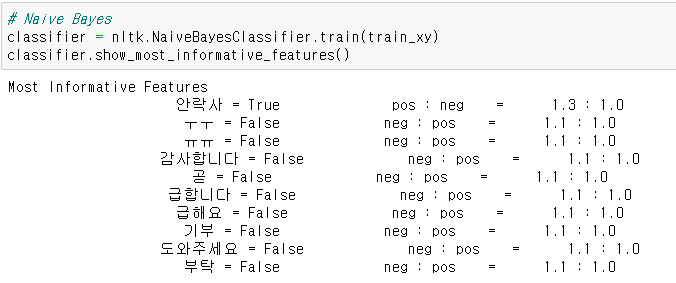 # Naive Bayes
classifier = nltk.NaiveBayesClassifier.train(train_xy)
classifier.show_most_informative_features()
Most Informative Features
안락사 = True pos : neg = 1.3 : 1.0
ㅜㅜ = False neg : pos = 1.1 : 1.0
ㅠㅠ = False neg : pos = 1.1 : 1.0
감사합니다 = False neg : pos = 1.1 : 1.0
곧 = False neg : pos = 1.1 : 1.0
급합니다 = False neg : pos = 1.1 : 1.0
급해요 = False neg : pos = 1.1 : 1.0
기부 = False neg : pos = 1.1 : 1.0
도와주세요 = False neg : pos = 1.1 : 1.0
부탁 = False neg : pos = 1.1 : 1.0